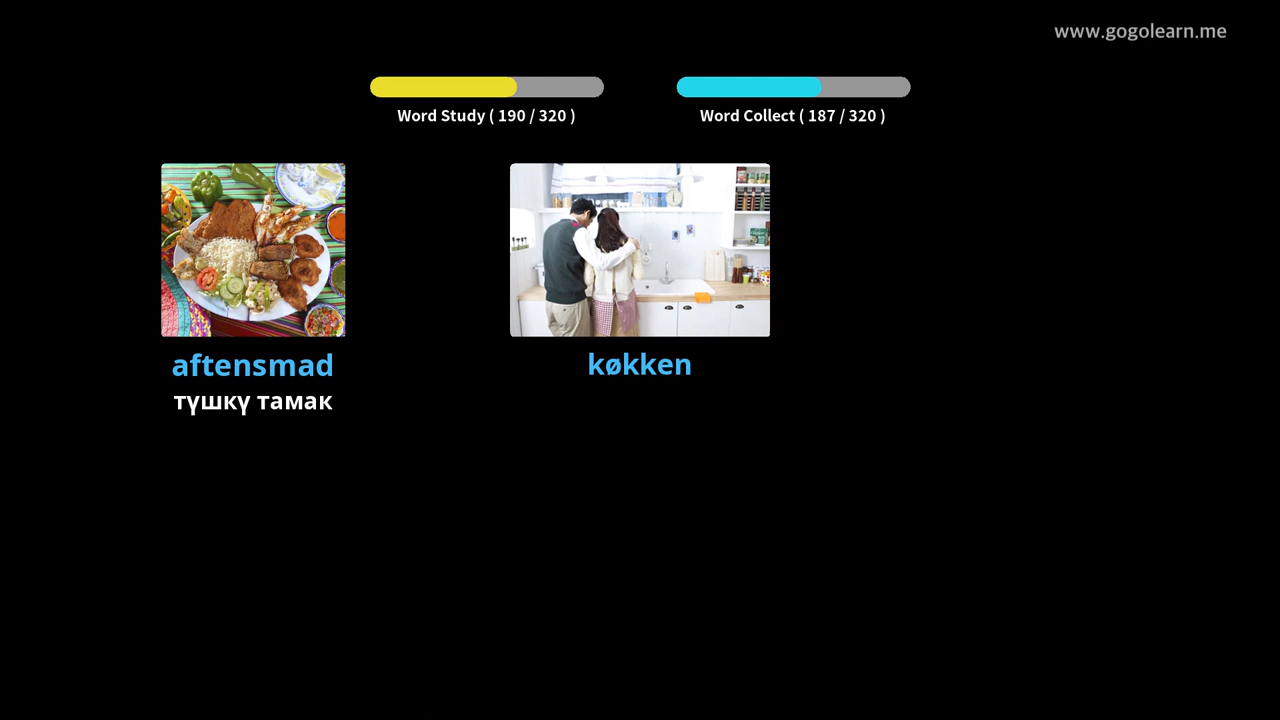 www.gogolearn.me
Word Study ( 190 / 320 )
Word Collect ( 187 / 320 )
aftensmad
түшкү тамак
køkken